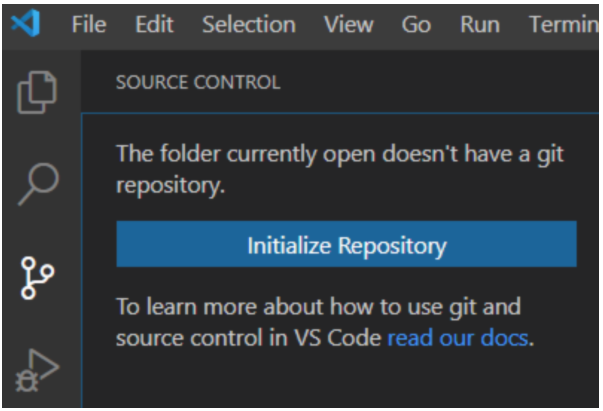 File Edit Selection View Go Run Termin
SOURCE CONTROL
The folder currently open doesn't have a git
repository.
Initialize Repository
To learn more about how to use git and
source control in VS Code read our docs.